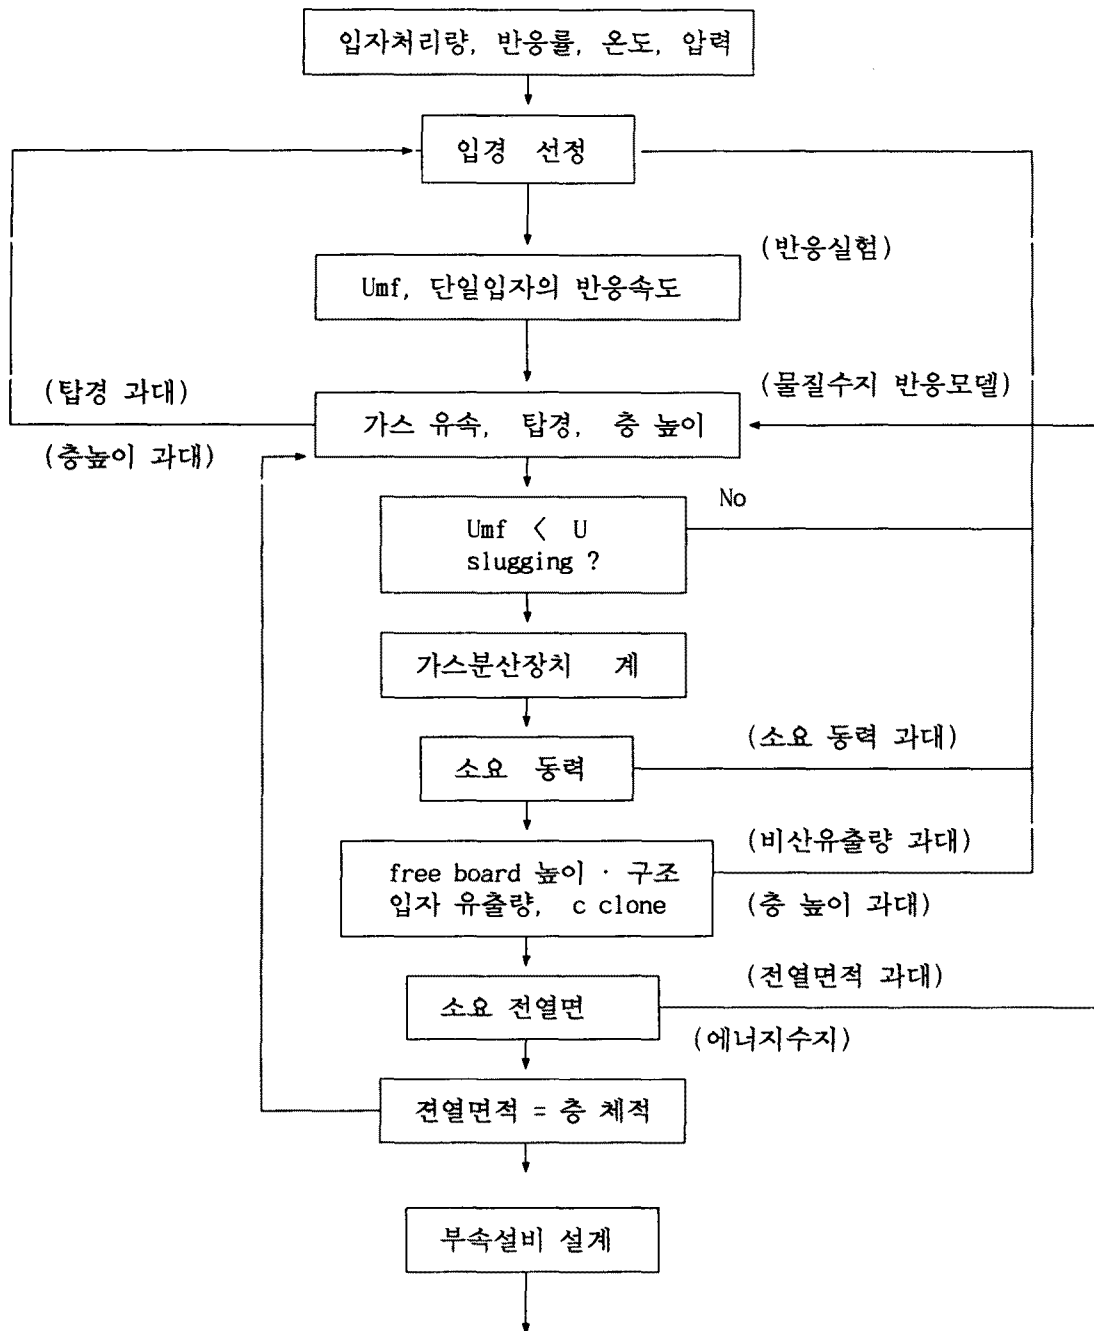 입자처리량, 반응률, 온도, 압력
입경 선정
(반응실험)
Umf, 단일입자의 반응속도
(탑경 과대)
(물질수지 반응모델)
가스 유속, 탑경, 층 높이
(층높이 과대)
No
Umf < U
slugging ?
가스분산장치 계
(소요 동력 과대)
소요 동력
(비산유출량 과대)
free board 높이 · 구조
입자 유출량, c clone
(층 높이 과대)
(전열면적 과대)
소요 전열면
(에너지수지)
전열면적 = 층 체적
부속설비 설계